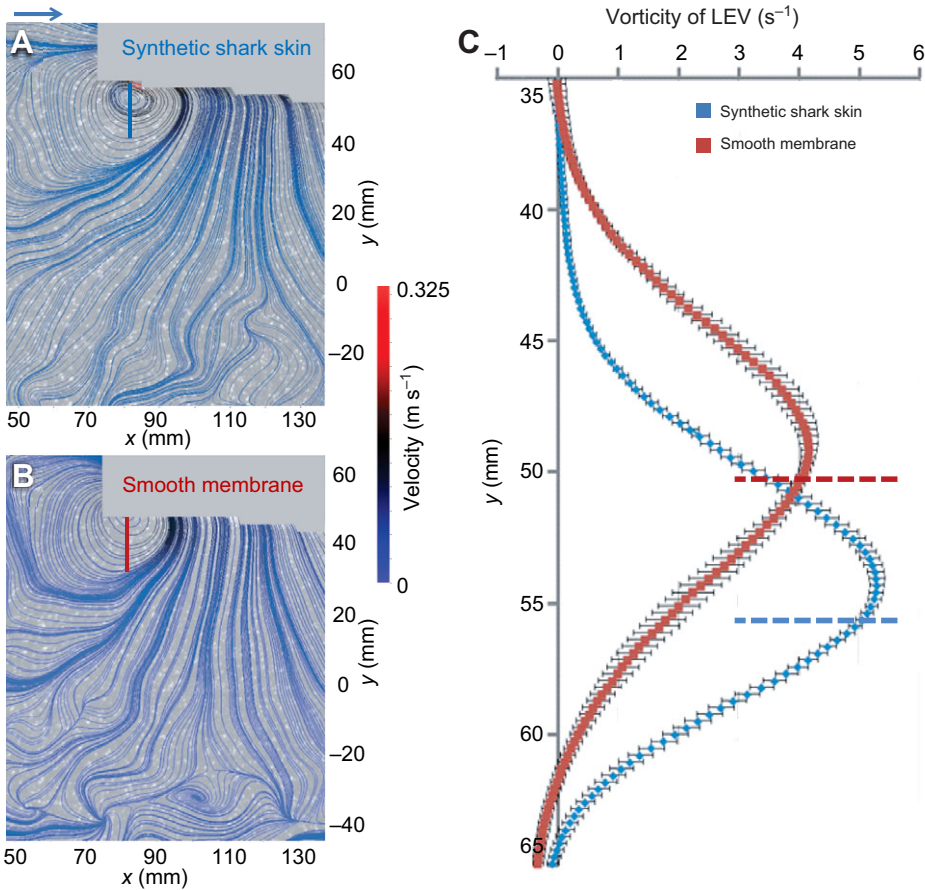 A
Synthetic shark skin
60
40
20
0
–20
y (mm)
50 70 90 110 130
x (mm)
0.325
Velocity (m s–1)
0
B
Smooth membrane
60
40
20
0
–20
–40
y (mm)
50 70 90 110 130
x (mm)
C
Vorticity of LEV (s–1)
–1 0 1 2 3 4 5 6
Synthetic shark skin
Smooth membrane
35
40
45
50
55
60
65
y (mm)